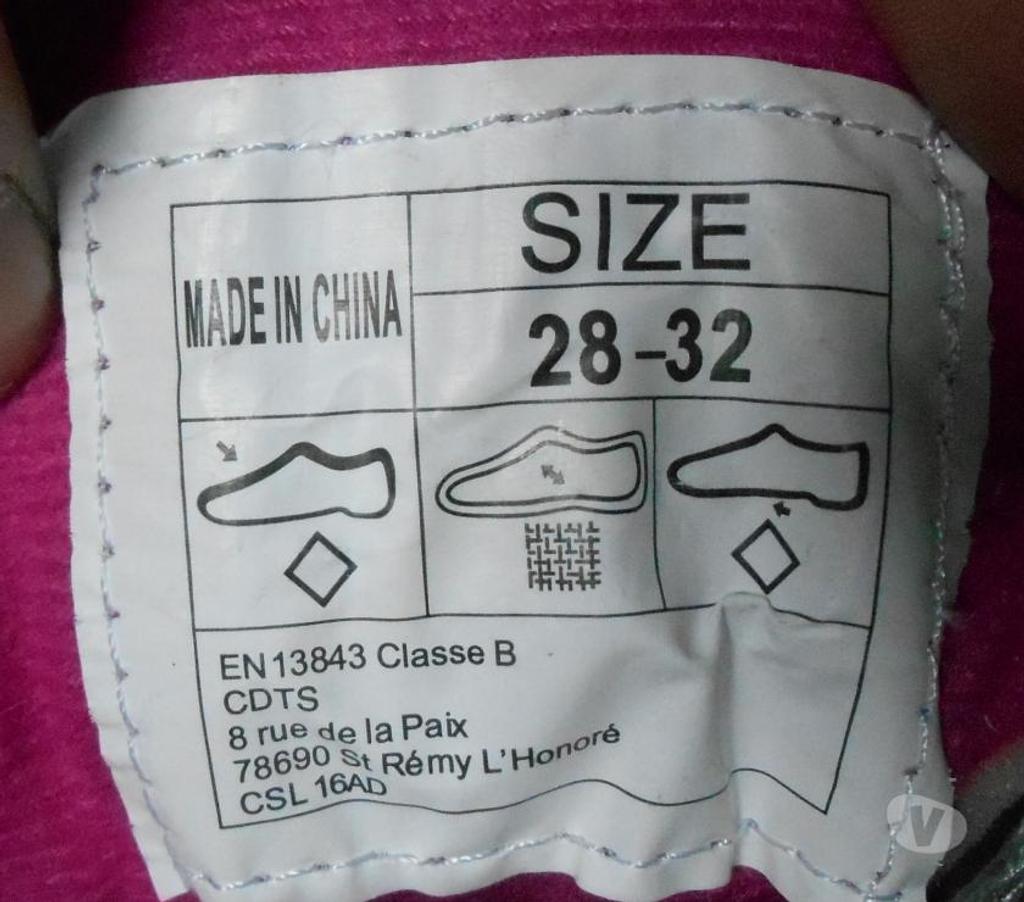 MADE IN CHINA
SIZE
28-32
EN 13843 Classe B
CDTS
8 rue de la Paix
78690 St Rémy L'Honoré
CSL 16AD
V